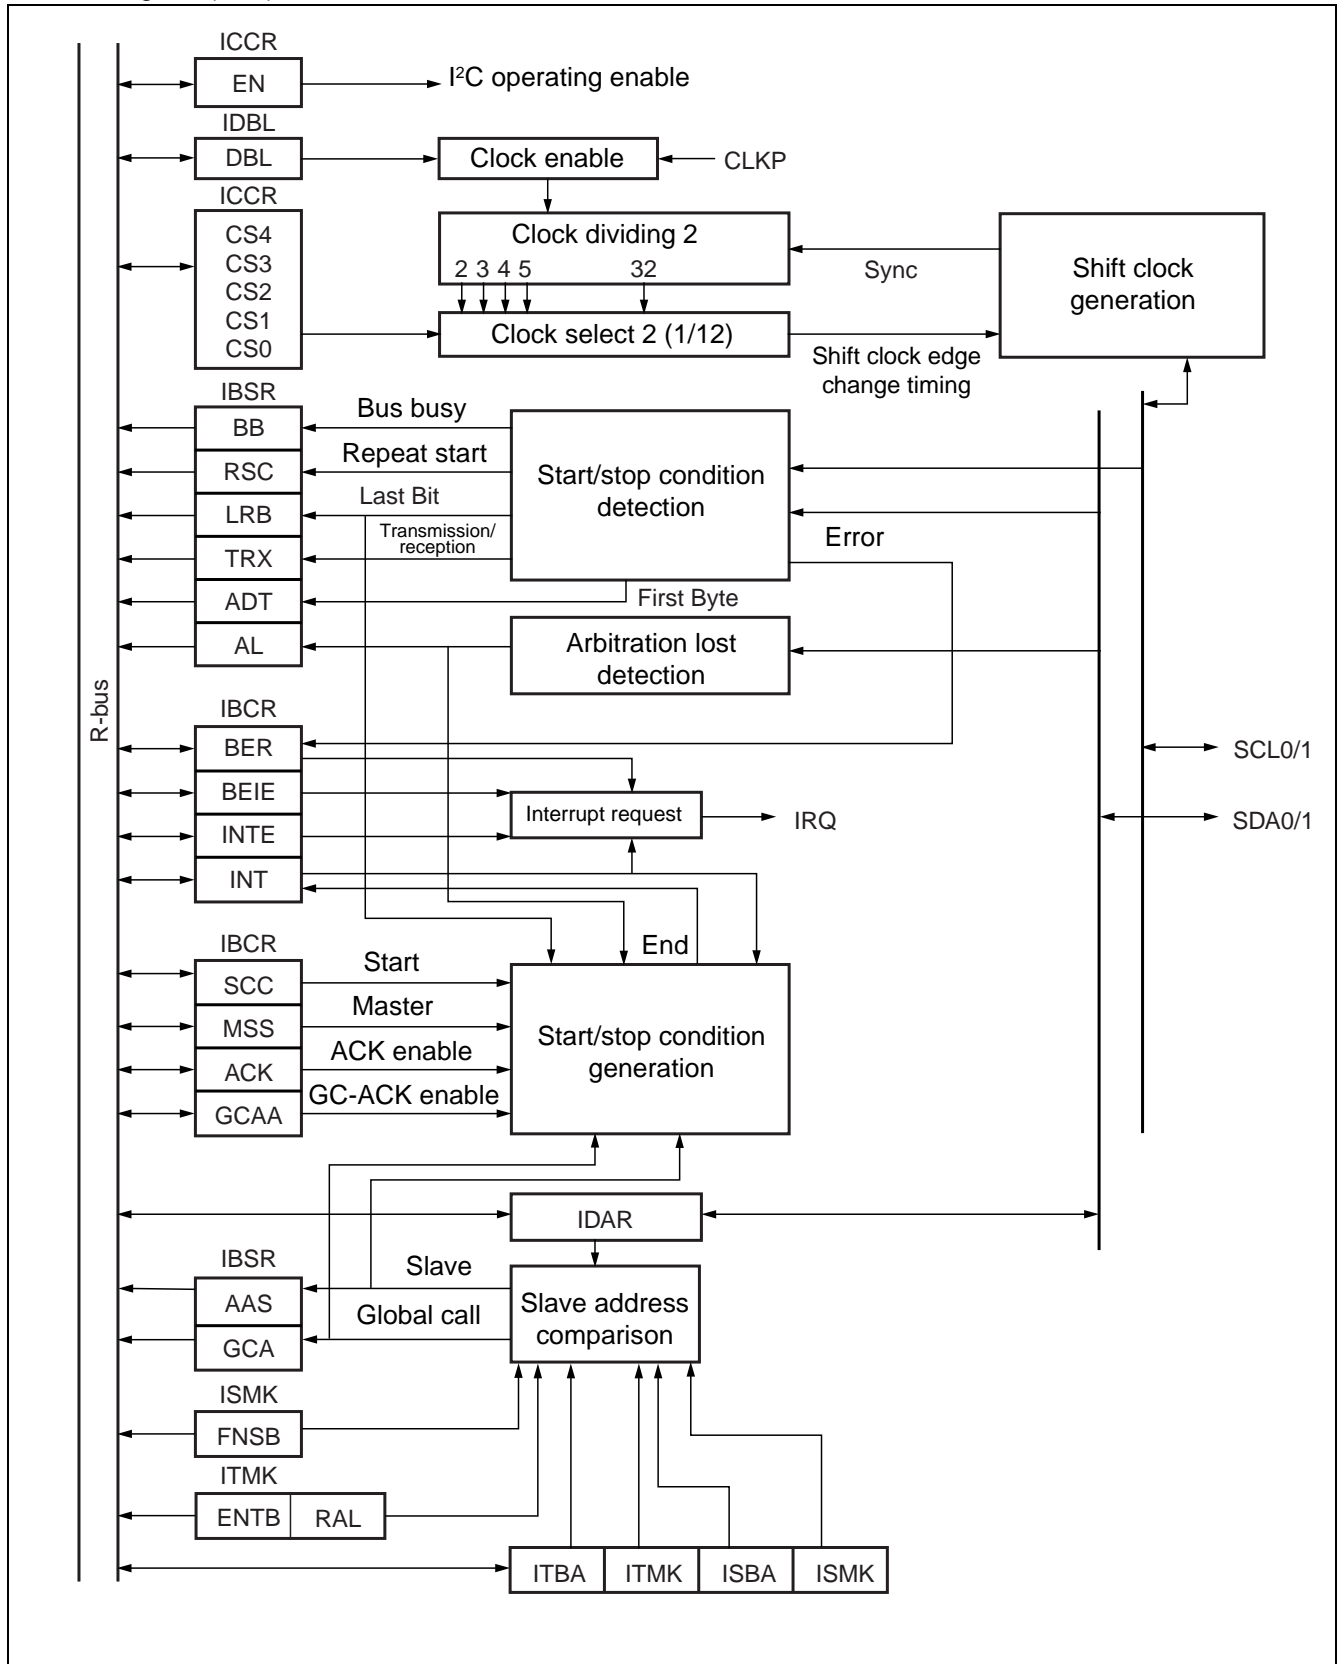 ICCR
EN
I²C operating enable
IDBL
DBL
Clock enable
CLKP
ICCR
CS4
CS3
CS2
CS1
CS0
Clock dividing 2
2 3 4 5 32
Clock select 2 (1/12)
Sync
Shift clock edge
change timing
Shift clock
generation
IBSR
BB
RSC
LRB
TRX
ADT
AL
Bus busy
Repeat start
Last Bit
Transmission/
reception
First Byte
Start/stop condition
detection
Error
Arbitration lost
detection
R-bus
IBCR
BER
BEIE
INTE
INT
Interrupt request
IRQ
SCL0/1
SDA0/1
IBCR
SCC
MSS
ACK
GCAA
Start
Master
ACK enable
GC-ACK enable
End
Start/stop condition
generation
IDAR
IBSR
AAS
GCA
Slave
Global call
Slave address
comparison
ISMK
FNSB
ITMK
ENTB RAL
ITBA ITMK ISBA ISMK